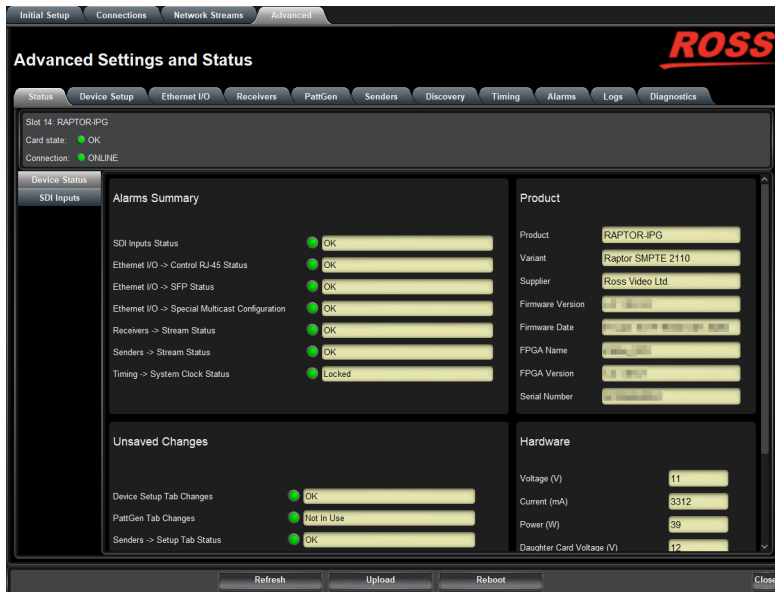 Initial Setup Connections Network Streams Advanced
Advanced Settings and Status
ROSS
Status Device Setup Ethernet I/O Receivers PattGen Senders Discovery Timing Alarms Logs Diagnostics
Slot 14: RAPTOR-IPG
Card state: OK
Connection: ONLINE
Device Status
SDI Inputs
Alarms Summary
SDI Inputs Status OK
Ethernet I/O -> Control RJ-45 Status OK
Ethernet I/O -> SFP Status OK
Ethernet I/O -> Special Multicast Configuration OK
Receivers -> Stream Status OK
Senders -> Stream Status OK
Timing -> System Clock Status Locked
Product
Product RAPTOR-IPG
Variant Raptor SMPTE 2110
Supplier Ross Video Ltd.
Firmware Version
Firmware Date
FPGA Name
FPGA Version
Serial Number
Unsaved Changes
Device Setup Tab Changes OK
PattGen Tab Changes Not In Use
Senders -> Setup Tab Status OK
Hardware
Voltage (V) 11
Current (mA) 3312
Power (W) 39
Daughter Card Voltage (V) 12
Refresh Upload Reboot Close